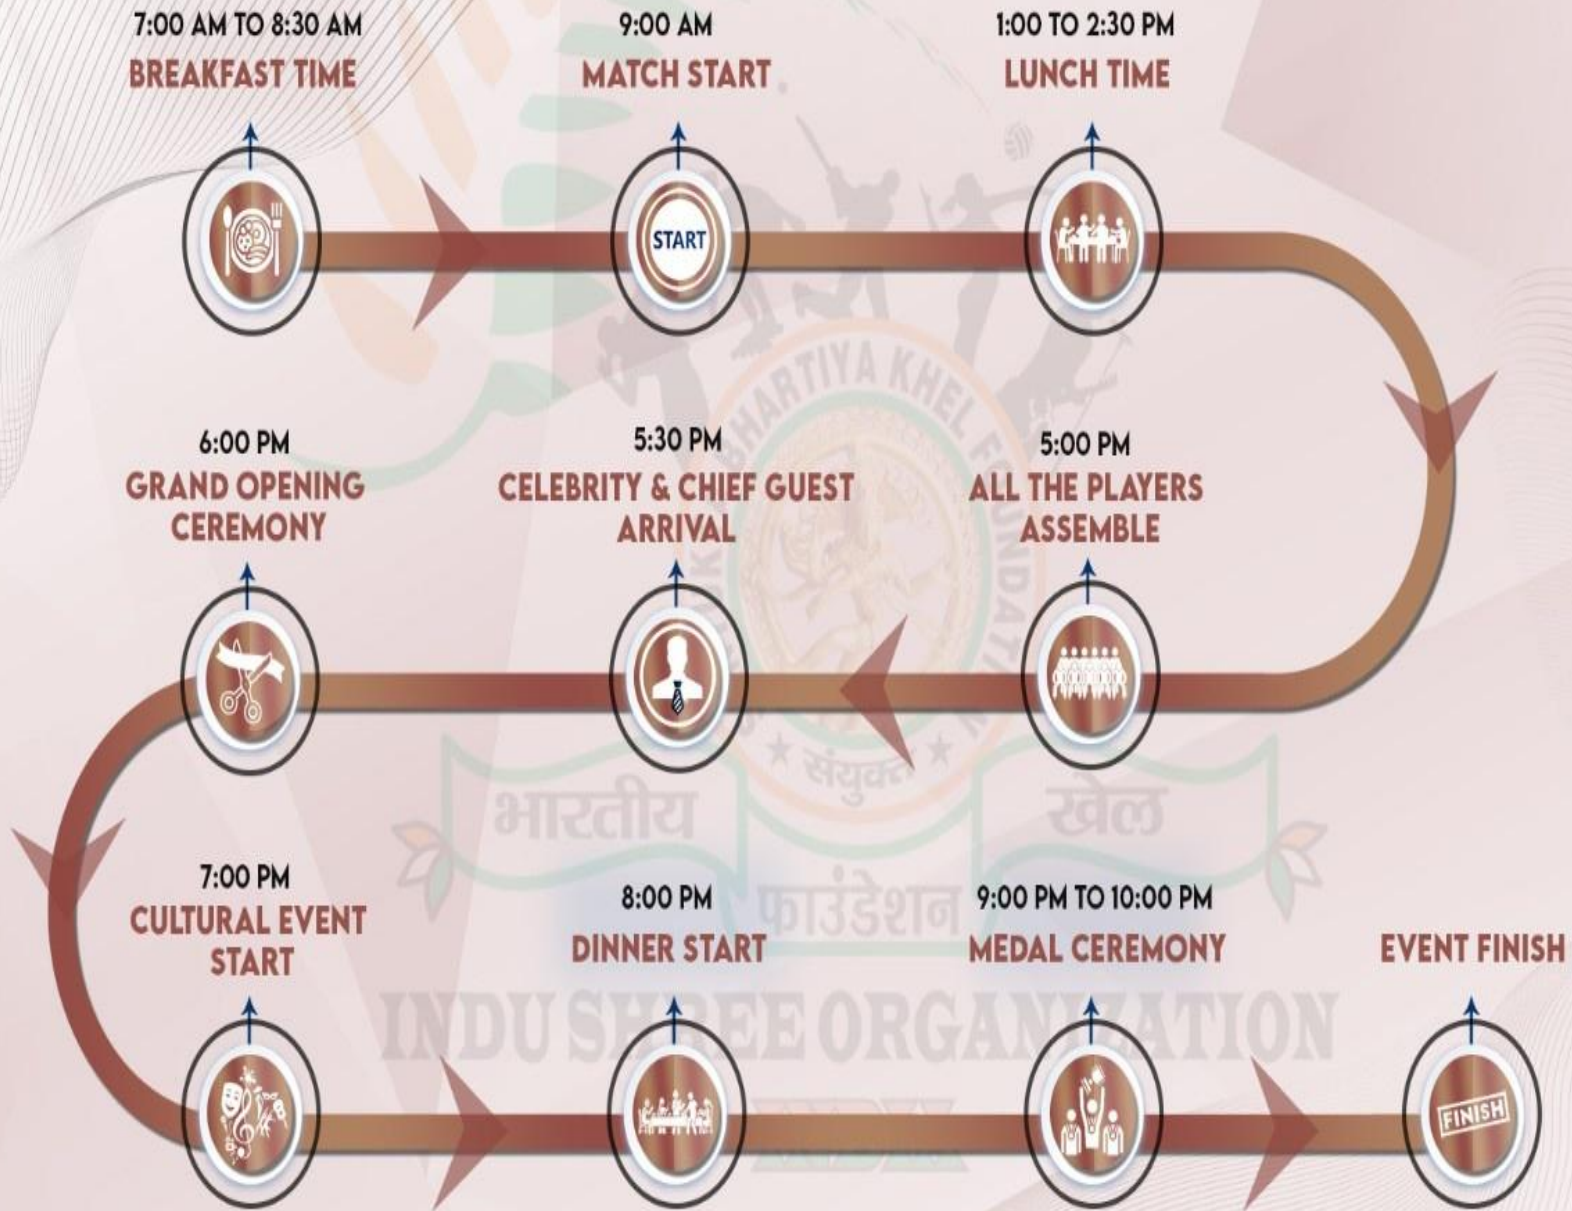 7:00 AM TO 8:30 AM
BREAKFAST TIME
9:00 AM
MATCH START
1:00 TO 2:30 PM
LUNCH TIME
START
5:00 PM
ALL THE PLAYERS
ASSEMBLE
5:30 PM
CELEBRITY & CHIEF GUEST
ARRIVAL
6:00 PM
GRAND OPENING
CEREMONY
7:00 PM
CULTURAL EVENT
START
8:00 PM
DINNER START
9:00 PM TO 10:00 PM
MEDAL CEREMONY
EVENT FINISH
FINISH
BHARTIYA KHEL FOUNDATION
संयुक्त
भारतीय
खेल
फाउंडेशन
INDU SHREE ORGANIZATION